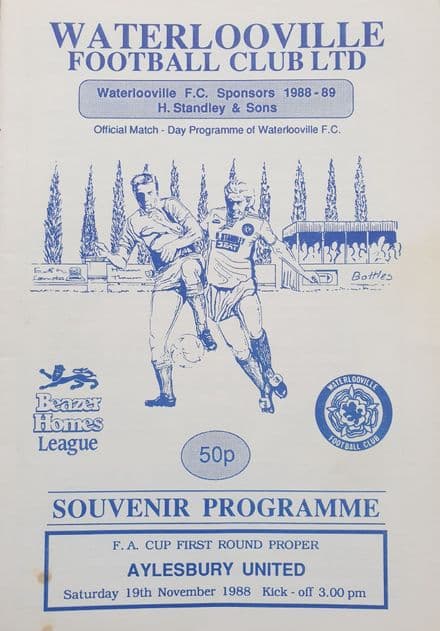 WATERLOOVILLE
FOOTBALL CLUB LTD
Waterlooville F.C. Sponsors 1988 - 89
H. Standley & Sons
Official Match - Day Programme of Waterlooville F.C.
Bottles
Beazer
Homes
League
WATERLOOVILLE
FOOTBALL CLUB
50p
SOUVENIR PROGRAMME
F. A. CUP FIRST ROUND PROPER
AYLESBURY UNITED
Saturday 19th November 1988 Kick - off 3.00 pm